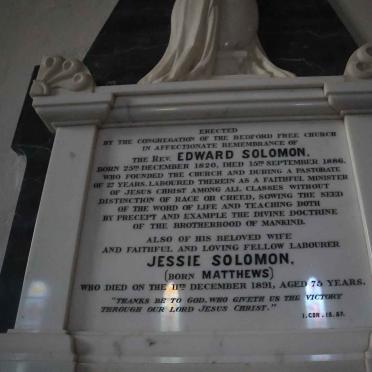 ERECTED
BY THE CONGREGATION OF THE BEDFORD FREE CHURCH
IN AFFECTIONATE REMEMBRANCE OF
THE REV. EDWARD SOLOMON.
BORN 25TH DECEMBER 1820, DIED 15TH SEPTEMBER 1886.
WHO FOUNDED THE CHURCH AND DURING A PASTORATE
OF 27 YEARS, LABOURED THEREIN AS A FAITHFUL MINISTER
OF JESUS CHRIST AMONG ALL CLASSES WITHOUT
DISTINCTION OF RACE OR CREED, SOWING THE SEED
OF THE WORD OF LIFE AND TEACHING BOTH
BY PRECEPT AND EXAMPLE THE DIVINE DOCTRINE
OF THE BROTHERHOOD OF MANKIND.
ALSO OF HIS BELOVED WIFE
AND FAITHFUL AND LOVING FELLOW LABOURER
JESSIE SOLOMON.
(BORN MATTHEWS)
WHO DIED ON THE 11TH DECEMBER 1891, AGED 75 YEARS.
"THANKS BE TO GOD, WHO GIVETH US THE VICTORY
THROUGH OUR LORD JESUS CHRIST."
1. COR. 15. 57.